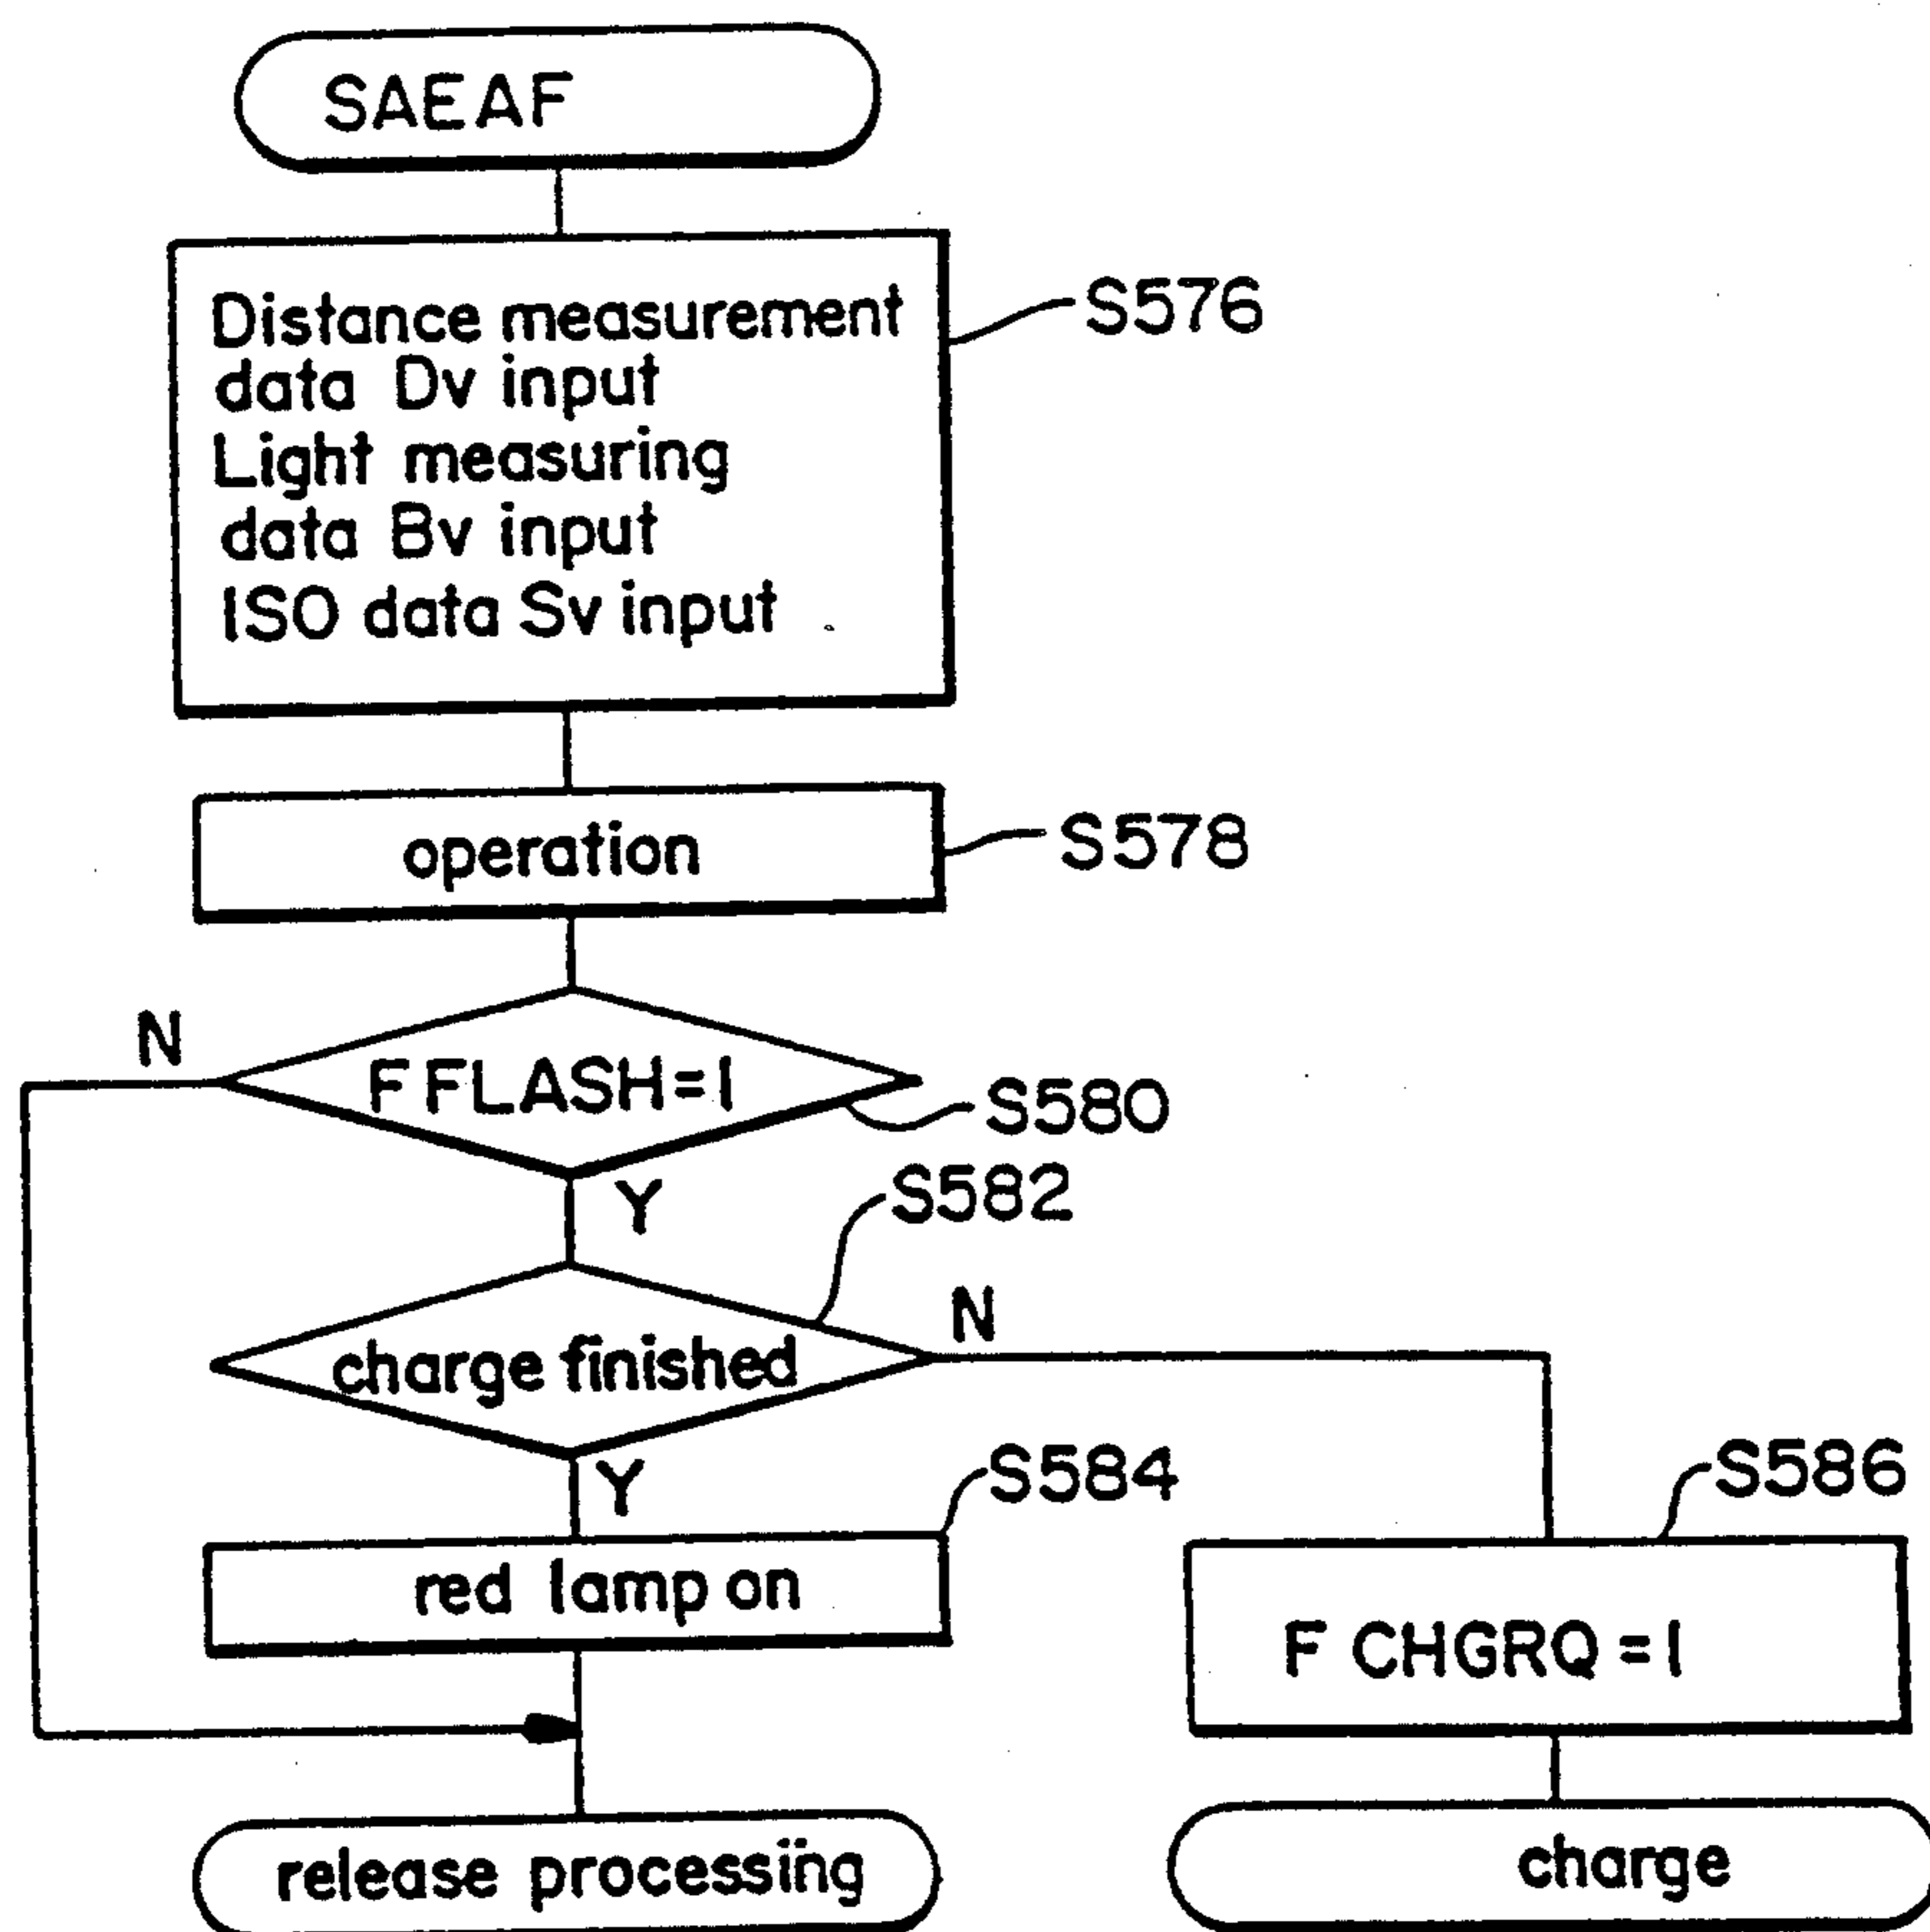 SAEAF
Distance measurement
data Dv input
Light measuring
data Bv input
ISO data Sv input
S576
operation
S578
N
F FLASH=1
S580
Y
S582
charge finished
N
Y
S584
red lamp on
S586
F CHGRQ=1
release processing
charge